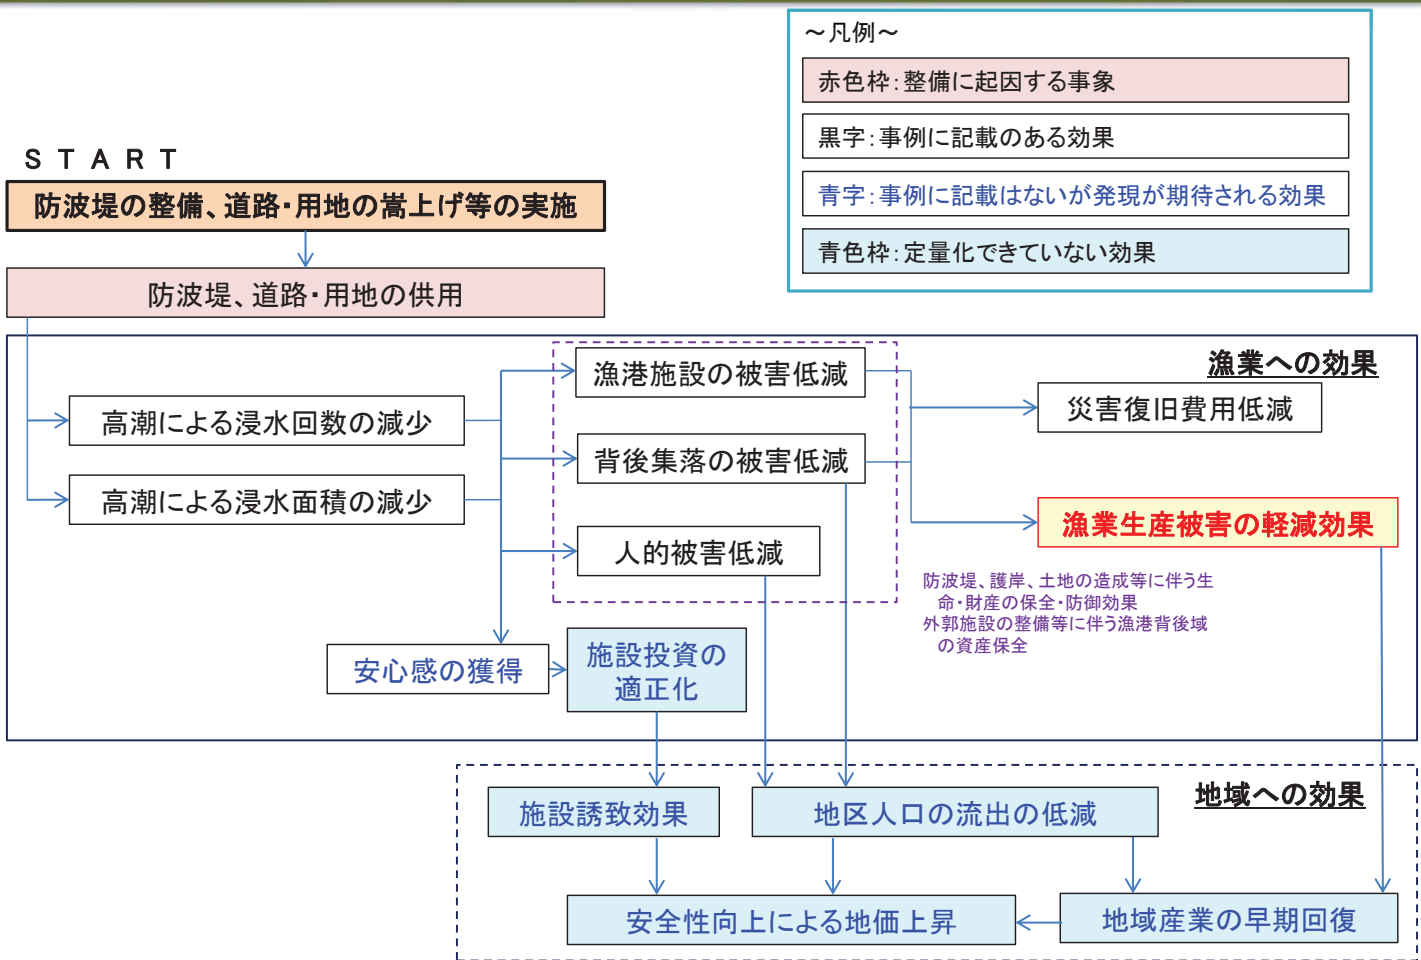 ～凡例～
赤色枠：整備に起因する事象
黒字：事例に記載のある効果
青字：事例に記載はないが発現が期待される効果
青色枠：定量化できていない効果
ＳＴＡＲＴ
防波堤の整備、道路・用地の嵩上げ等の実施
防波堤、道路・用地の供用
漁業への効果
漁港施設の被害低減
災害復旧費用低減
高潮による浸水回数の減少
背後集落の被害低減
高潮による浸水面積の減少
漁業生産被害の軽減効果
人的被害低減
防波堤、護岸、土地の造成等に伴う生
命・財産の保全・防御効果
外郭施設の整備等に伴う漁港背後域
の資産保全
安心感の獲得
施設投資の
適正化
地域への効果
施設誘致効果
地区人口の流出の低減
安全性向上による地価上昇
地域産業の早期回復